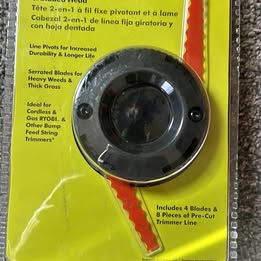 Tête 2-en-1 à fil fixe pivotant et à lame
Cabezal 2-en-1 de línea fija giratoria y
con hoja dentada
Line Pivots for Increased
Durability & Longer Life
Serrated Blades for
Heavy Weeds &
Thick Grass
Ideal for
Cordless &
Gas RYOBI &
Other Bump
Feed String
Trimmers*
Includes 4 Blades &
8 Pieces of Pre-Cut
Trimmer Line